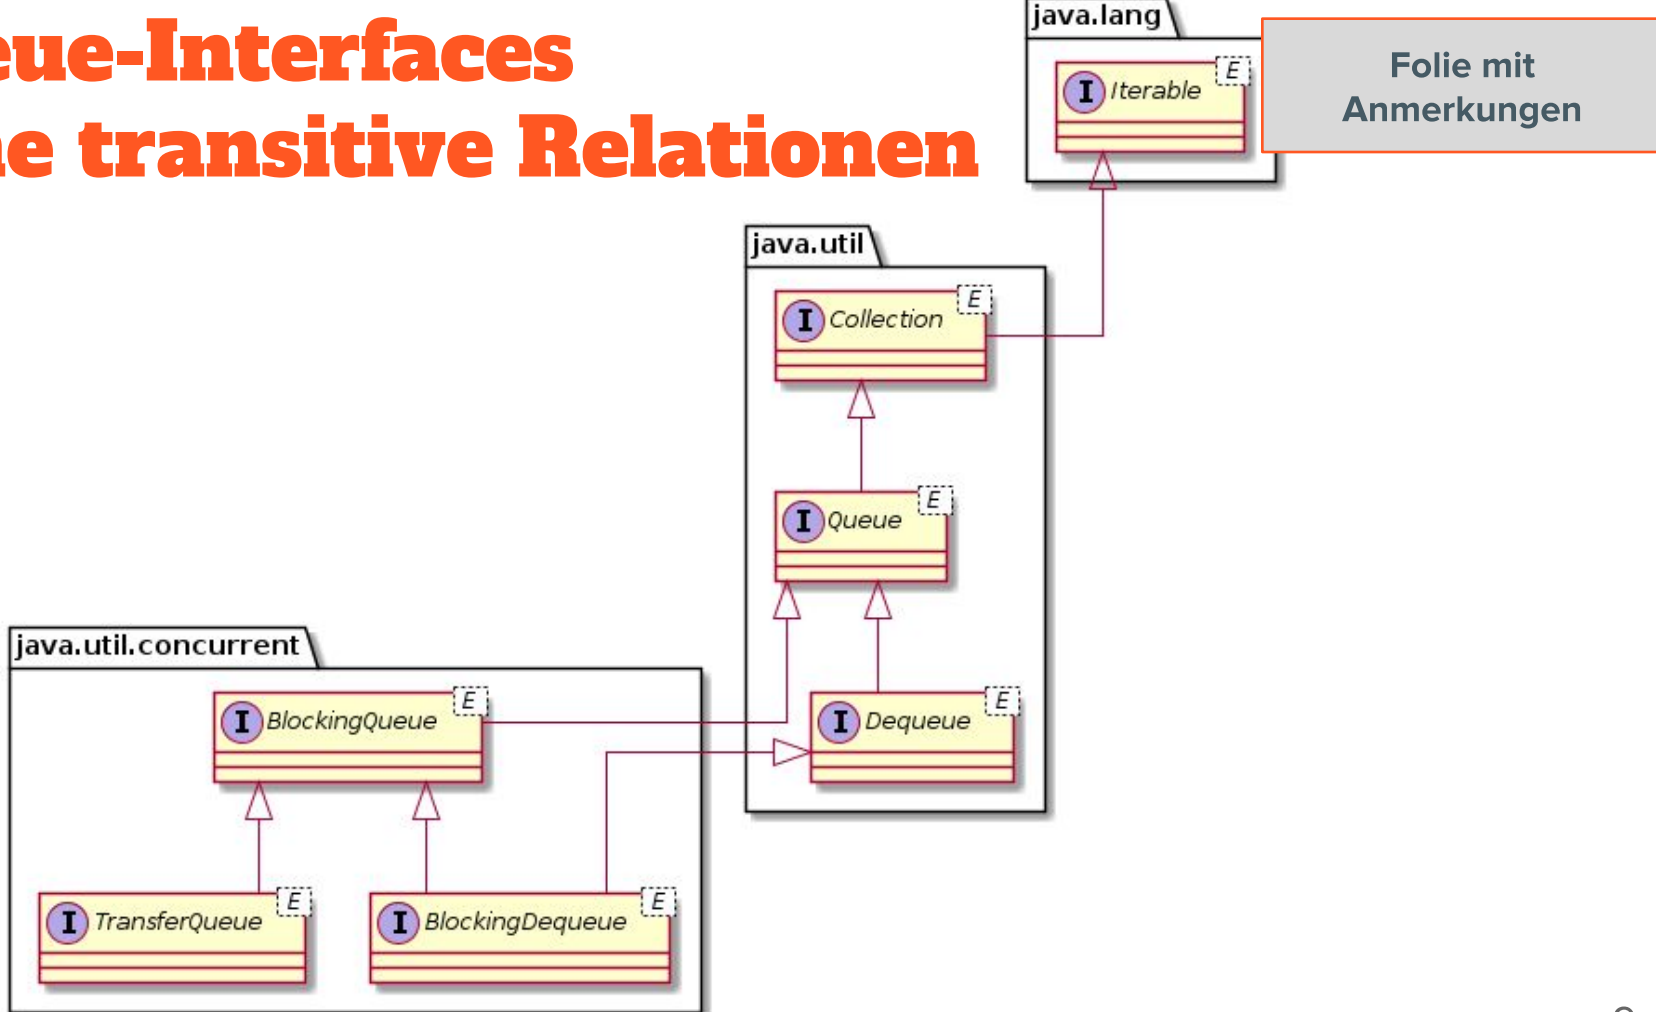 eue-Interfaces
ne transitive Relationen
java.lang
I Iterable E
Folie mit
Anmerkungen
java.util
I Collection E
I Queue E
java.util.concurrent
I BlockingQueue E
I Dequeue E
I TransferQueue E
I BlockingDequeue E